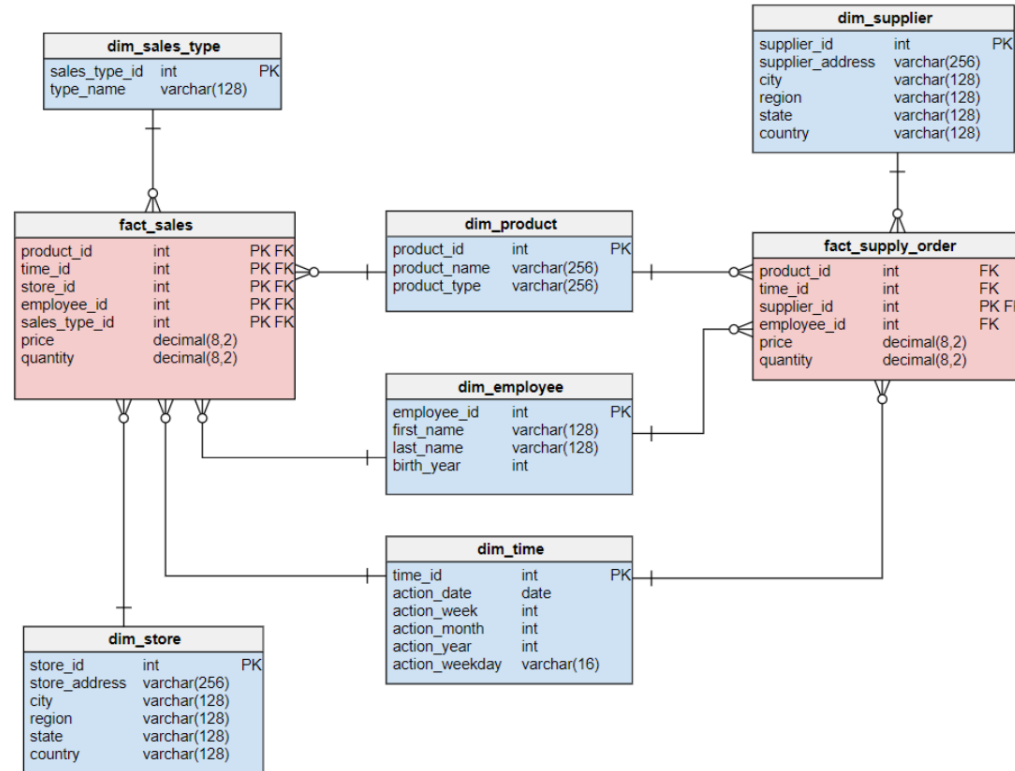 dim_sales_type
sales_type_id int PK
type_name varchar(128)
dim_supplier
supplier_id int PK
supplier_address varchar(256)
city varchar(128)
region varchar(128)
state varchar(128)
country varchar(128)
fact_sales
product_id int PK FK
time_id int PK FK
store_id int PK FK
employee_id int PK FK
sales_type_id int PK FK
price decimal(8,2)
quantity decimal(8,2)
dim_product
product_id int PK
product_name varchar(256)
product_type varchar(256)
fact_supply_order
product_id int FK
time_id int FK
supplier_id int PK F
employee_id int FK
price decimal(8,2)
quantity decimal(8,2)
dim_employee
employee_id int PK
first_name varchar(128)
last_name varchar(128)
birth_year int
dim_time
time_id int PK
action_date date
action_week int
action_month int
action_year int
action_weekday varchar(16)
dim_store
store_id int PK
store_address varchar(256)
city varchar(128)
region varchar(128)
state varchar(128)
country varchar(128)